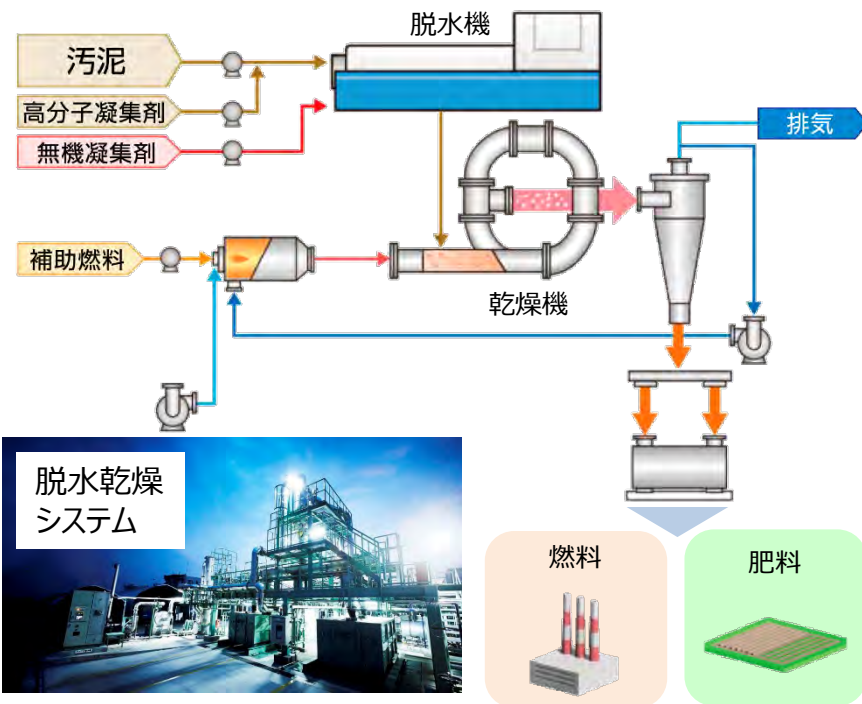 脱水機
汚泥
高分子凝集剤
無機凝集剤
排気
補助燃料
乾燥機
脱水乾燥
システム
燃料
肥料